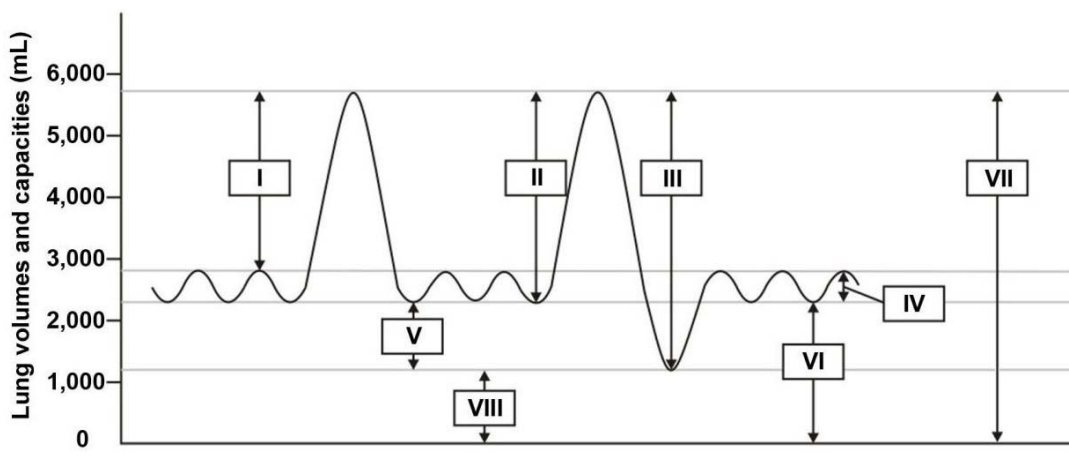 Lung volumes and capacities (mL)
6,000
5,000
4,000
3,000
2,000
1,000
0
I
II
III
VII
IV
V
VI
VIII